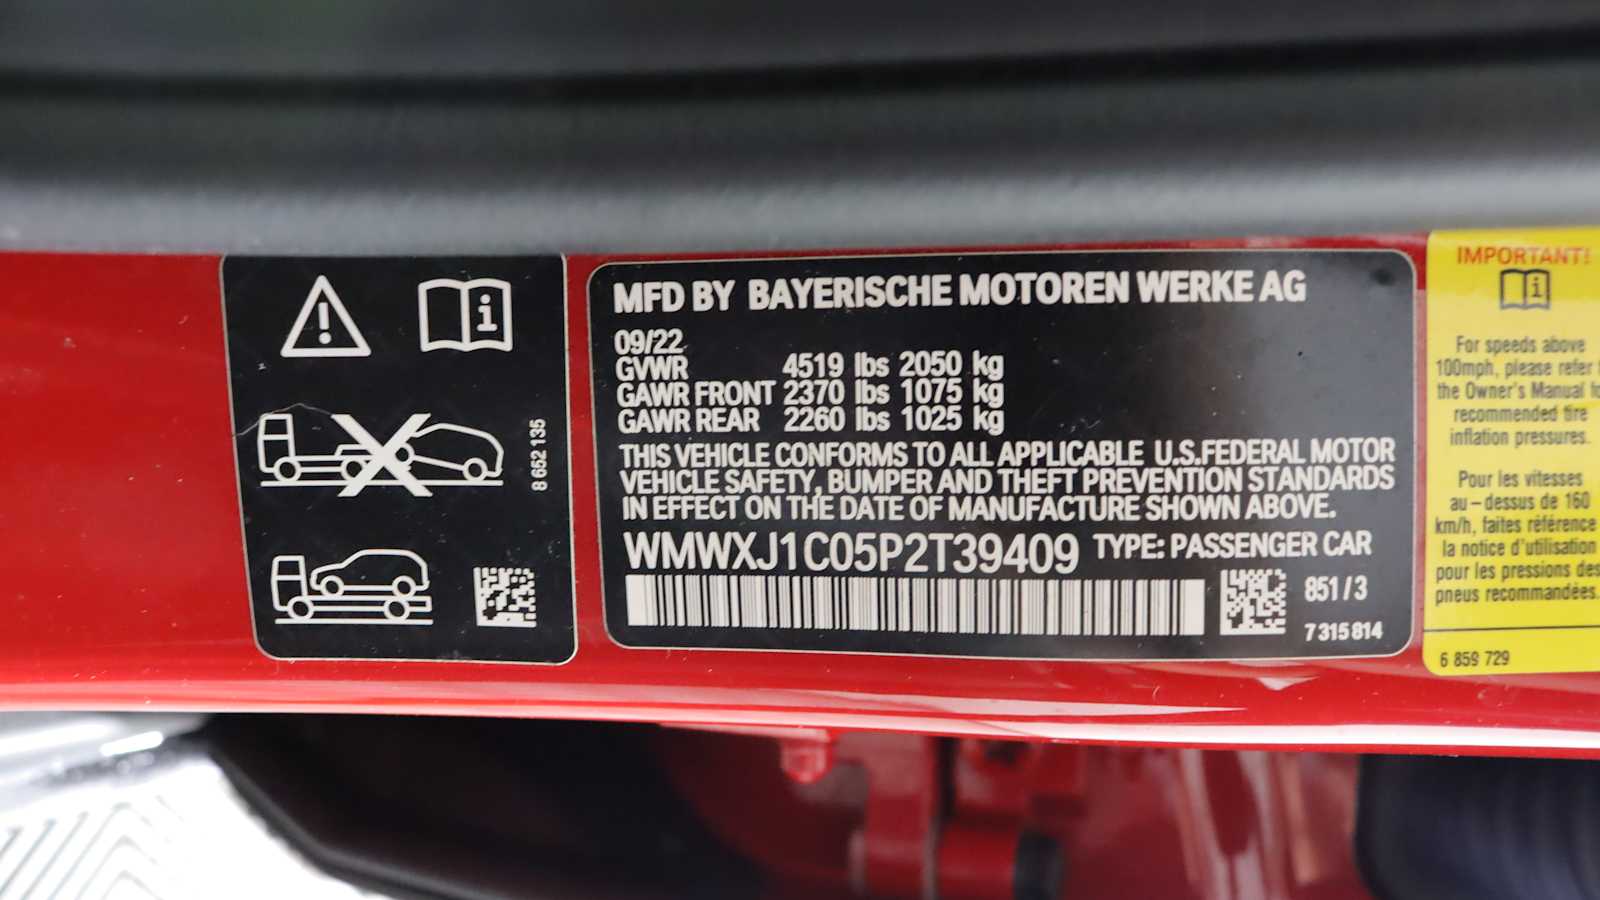 8 652 135
MFD BY BAYERISCHE MOTOREN WERKE AG
09/22
GVWR 4519 lbs 2050 kg
GAWR FRONT 2370 lbs 1075 kg
GAWR REAR 2260 lbs 1025 kg
THIS VEHICLE CONFORMS TO ALL APPLICABLE U.S.FEDERAL MOTOR
VEHICLE SAFETY, BUMPER AND THEFT PREVENTION STANDARDS
IN EFFECT ON THE DATE OF MANUFACTURE SHOWN ABOVE.
WMWXJ1C05P2T39409 TYPE: PASSENGER CAR
851/3
7 315 814
IMPORTANT!
For speeds above
100mph, please refer
the Owner's Manual
recommended tire
inflation pressures.
Pour les vitesses
au-dessus de 160
km/h, faites référence
la notice d'utilisation
pour les pressions des
pneus recommandées.
6 859 729